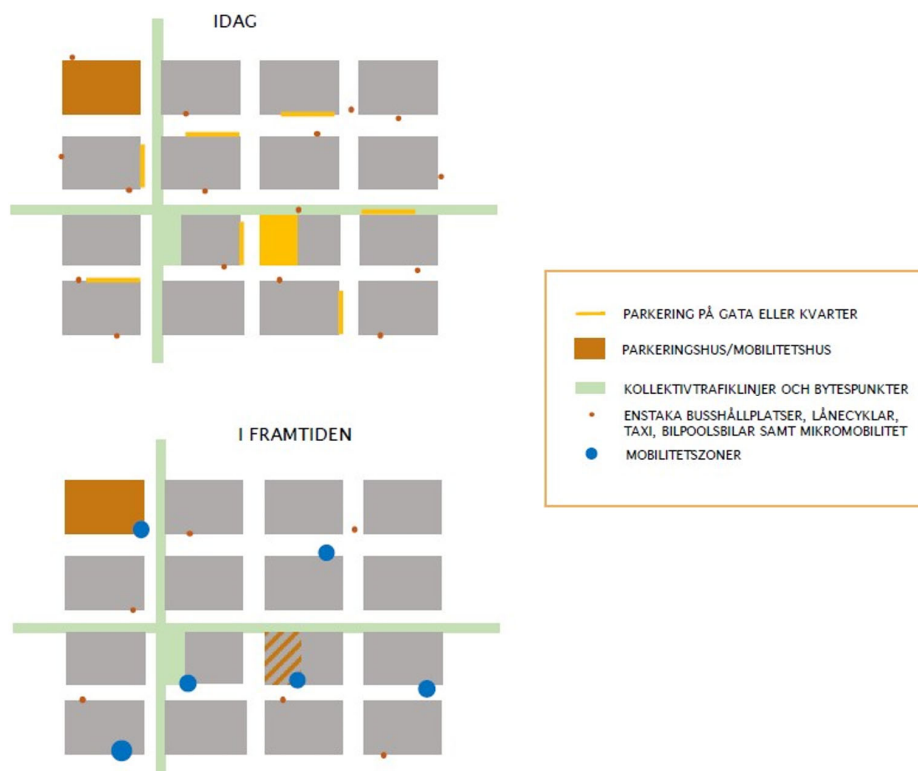 IDAG
PARKERING PÅ GATA ELLER KVARTER
PARKERINGSHUS/MOBILITETSHUS
KOLLEKTIVTRAFIKLINJER OCH BYTESPUNKTER
ENSTAKA BUSSHÅLLPLATSER, LÅNECYKLAR,
TAXI, BILPOOLSBILAR SAMT MIKROMOBILITET
MOBILITETSZONER
I FRAMTIDEN